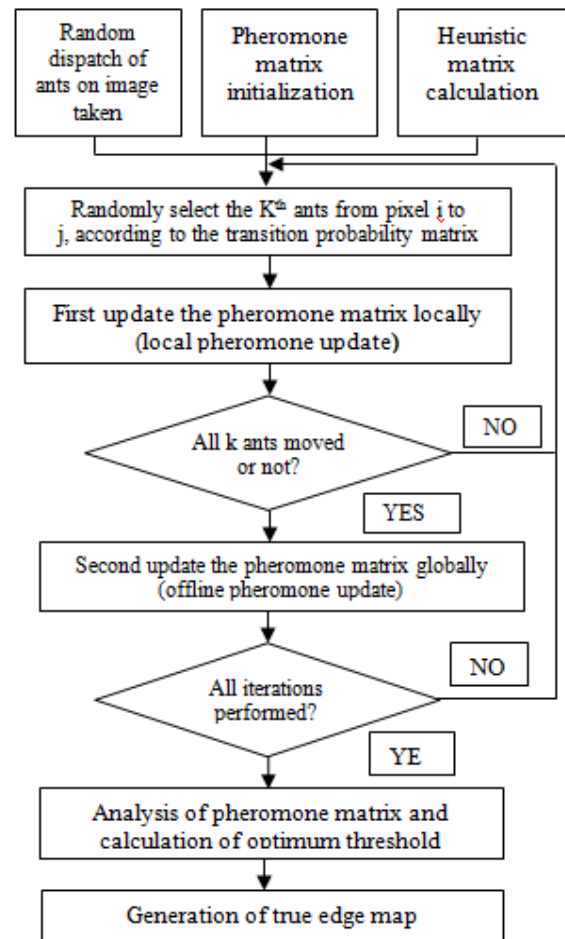 Random
dispatch of
ants on image
taken
Pheromone
matrix
initialization
Heuristic
matrix
calculation
Randomly select the Kth ants from pixel i to
j, according to the transition probability matrix
First update the pheromone matrix locally
(local pheromone update)
All k ants moved
or not?
NO
YES
Second update the pheromone matrix globally
(offline pheromone update)
All iterations
performed?
NO
YE
Analysis of pheromone matrix and
calculation of optimum threshold
Generation of true edge map